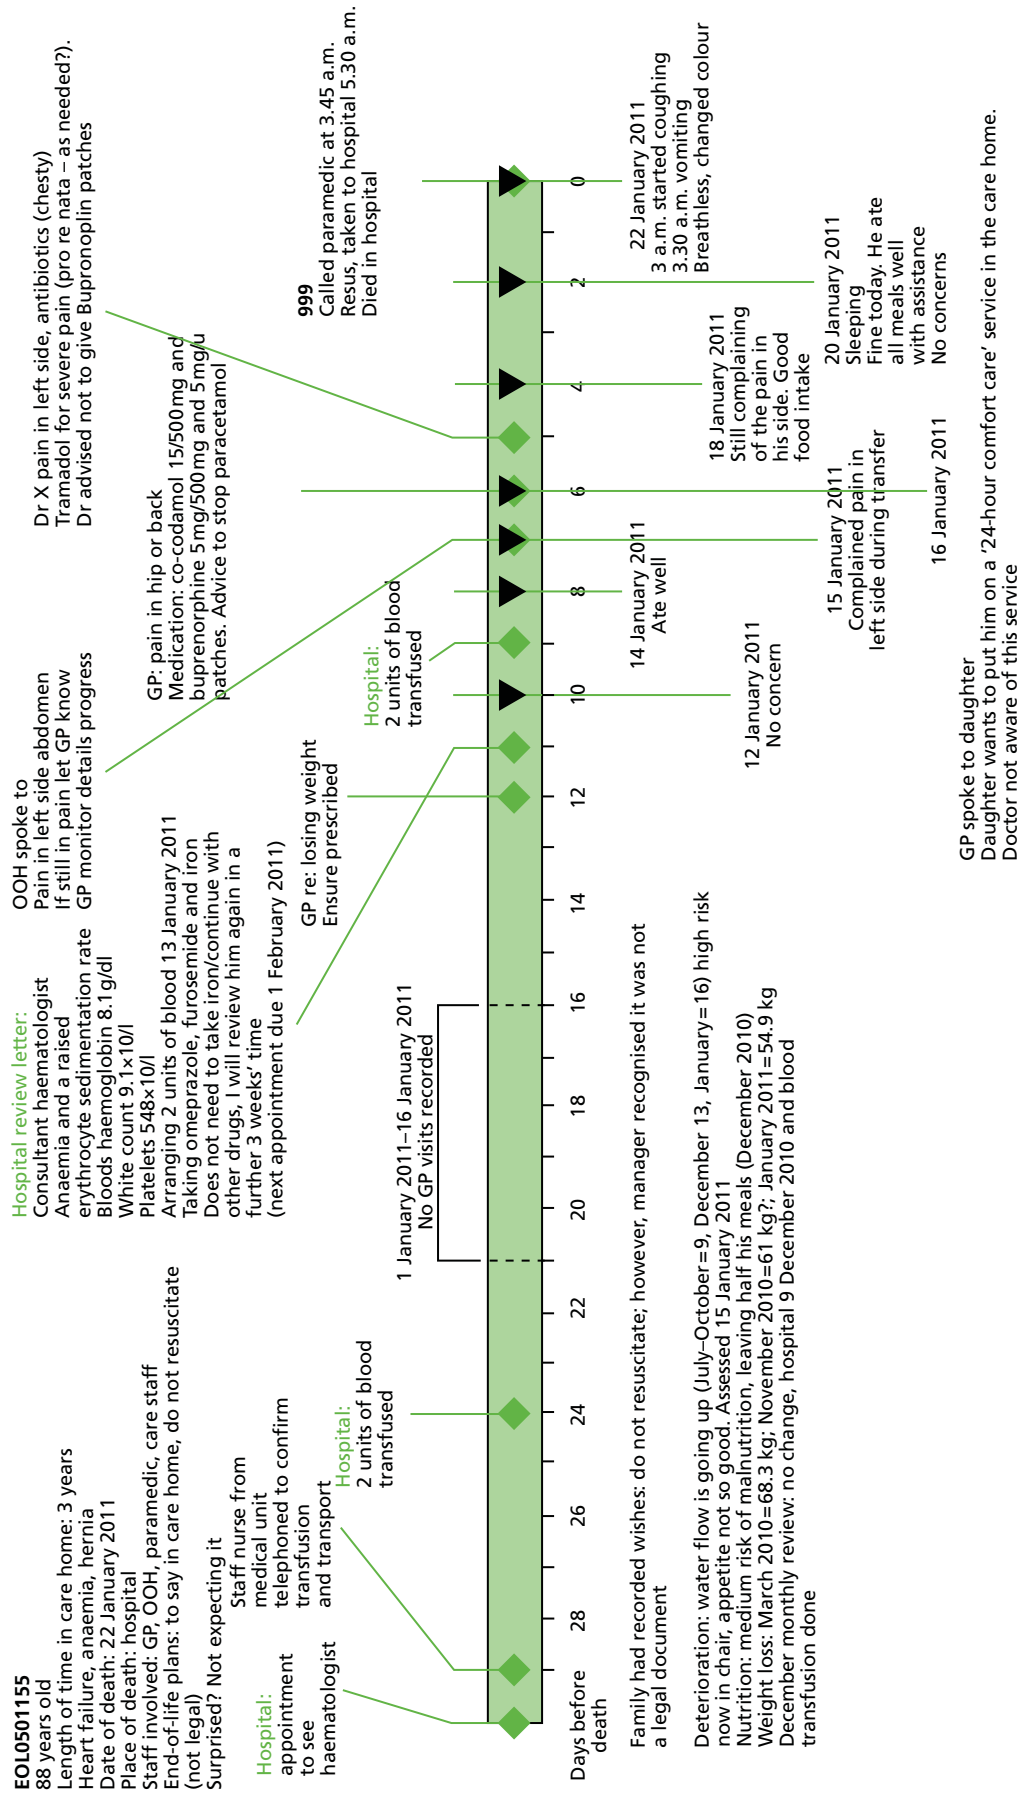 EOL0501155
88 years old
Length of time in care home: 3 years
Heart failure, anaemia, hernia
Date of death: 22 January 2011
Place of death: hospital
Staff involved: GP, OOH, paramedic, care staff
End-of-life plans: to say in care home, do not resuscitate
(not legal)
Surprised? Not expecting it
Hospital:
appointment
to see
haematologist
Staff nurse from
medical unit
telephoned to confirm
transfusion
and transport
Hospital:
2 units of blood
transfused
Hospital review letter:
Consultant haematologist
Anaemia and a raised
erythrocyte sedimentation rate
Bloods haemoglobin 8.1 g/dl
White count 9.1×10/l
Platelets 548×10/l
Arranging 2 units of blood 13 January 2011
Taking omeprazole, furosemide and iron
Does not need to take iron/continue with
other drugs, I will review him again in a
further 3 weeks' time
(next appointment due 1 February 2011)
1 January 2011–16 January 2011
No GP visits recorded
GP re: losing weight
Ensure prescribed
OOH spoke to
Pain in left side abdomen
If still in pain let GP know
GP monitor details progress
Hospital:
2 units of blood
transfused
GP: pain in hip or back
Medication: co-codamol 15/500mg and
buprenorphine 5mg/500mg and 5mg/u
patches. Advice to stop paracetamol
Dr X pain in left side, antibiotics (chesty)
Tramadol for severe pain (pro re nata – as needed?).
Dr advised not to give Bupronoplin patches
999
Called paramedic at 3.45 a.m.
Resus, taken to hospital 5.30 a.m.
Died in hospital
Days before
death
28
26
24
22
20
18
16
14
12
10
8
6
4
2
0
12 January 2011
No concern
14 January 2011
Ate well
15 January 2011
Complained pain in
left side during transfer
16 January 2011
18 January 2011
Still complaining
of the pain in
his side. Good
food intake
20 January 2011
Sleeping
Fine today. He ate
all meals well
with assistance
No concerns
22 January 2011
3 a.m. started coughing
3.30 a.m. vomiting
Breathless, changed colour
Family had recorded wishes: do not resuscitate; however, manager recognised it was not
a legal document
Deterioration: water flow is going up (July–October=9, December 13, January=16) high risk
now in chair, appetite not so good. Assessed 15 January 2011
Nutrition: medium risk of malnutrition, leaving half his meals (December 2010)
Weight loss: March 2010=68.3 kg; November 2010=61 kg?; January 2011=54.9 kg
December monthly review: no change, hospital 9 December 2010 and blood
transfusion done
GP spoke to daughter
Daughter wants to put him on a '24-hour comfort care' service in the care home.
Doctor not aware of this service